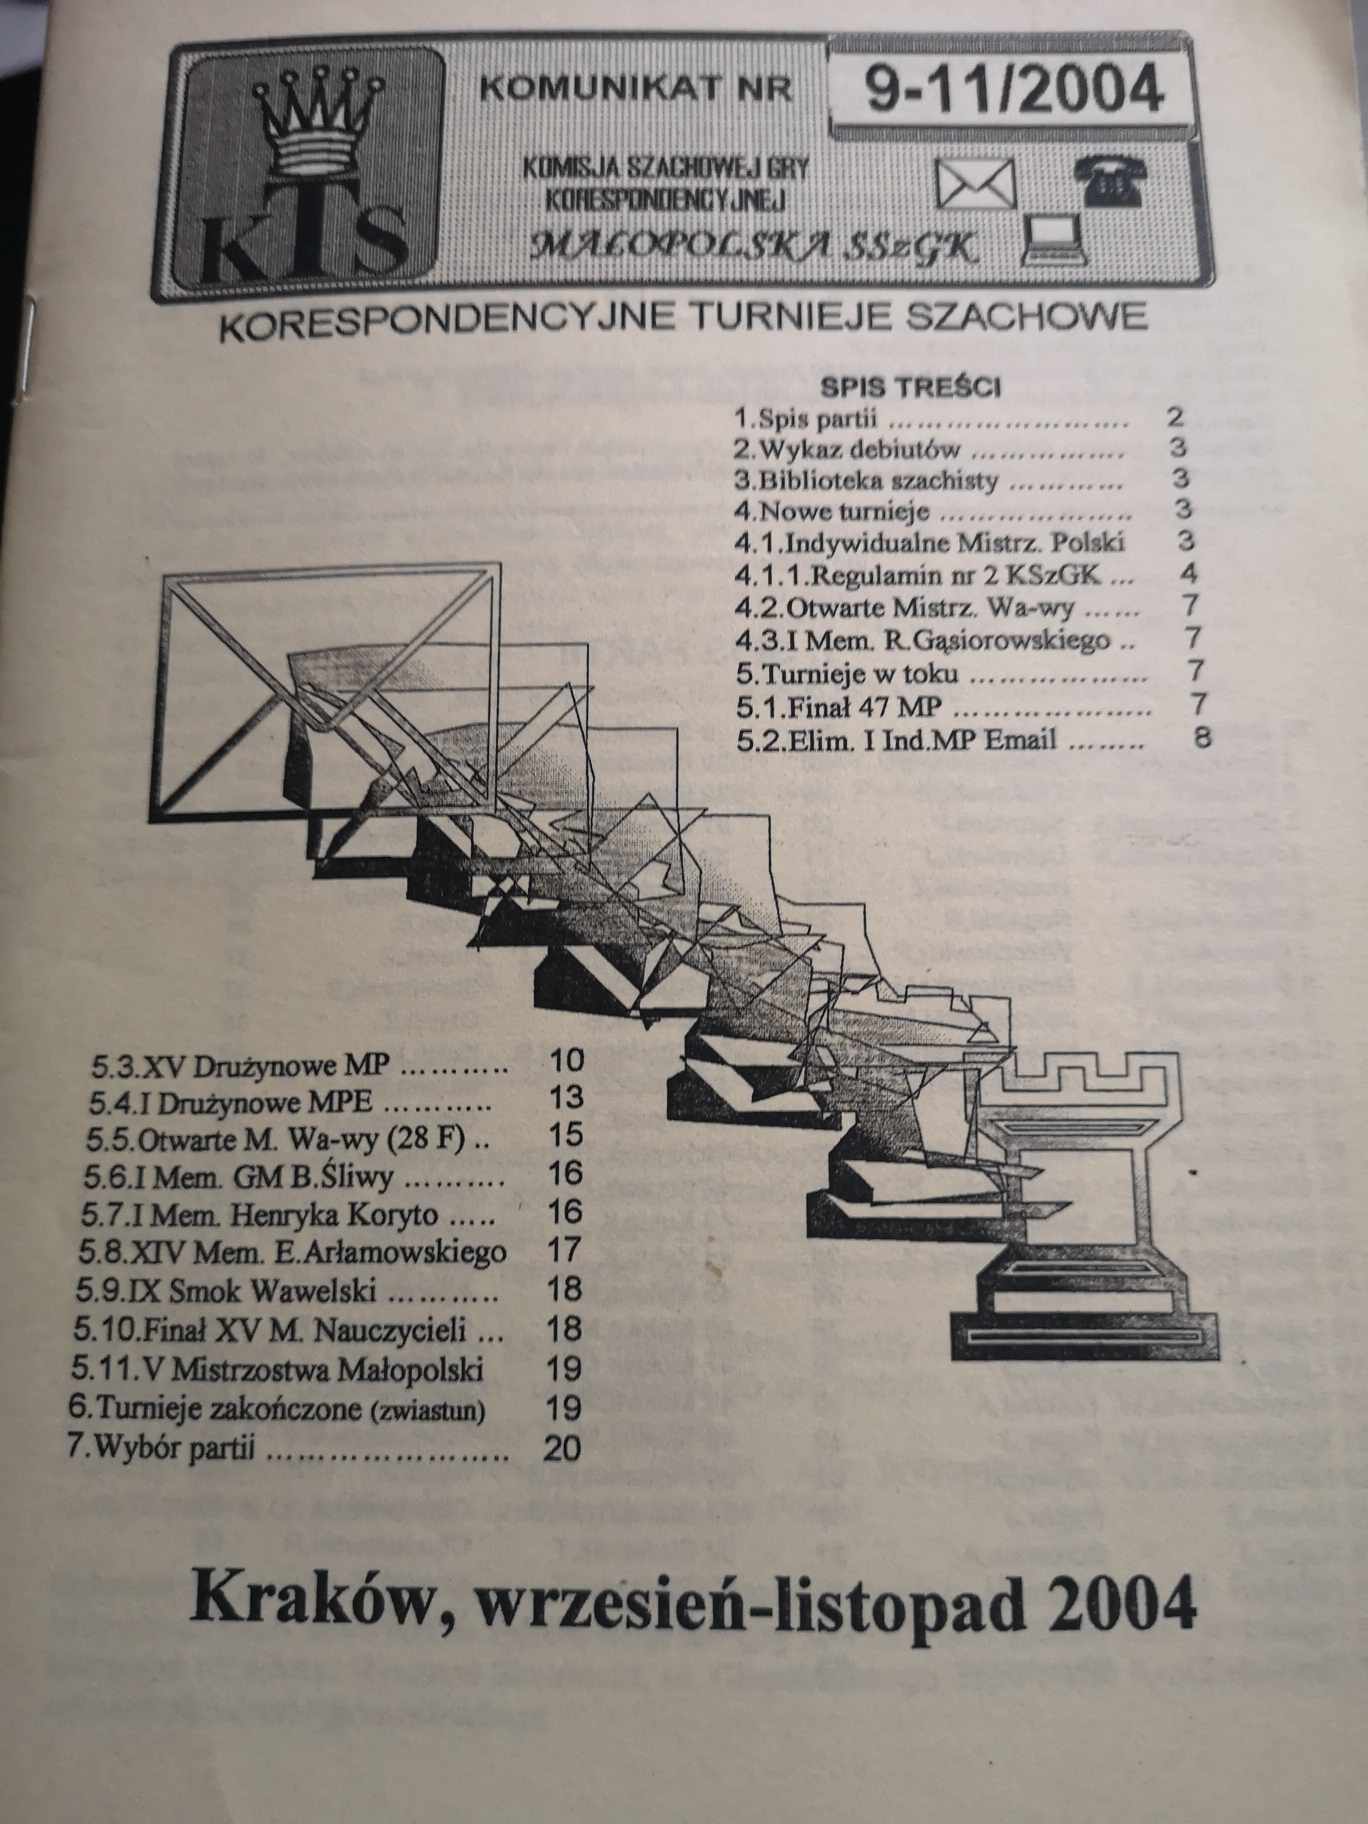 KOMUNIKAT NR 9-11/2004
KOMISJA SZACHOWEJ GRY
KORESPONDENCYJNEJ
MAŁOPOLSKA SSzGK
KTS
KORESPONDENCYJNE TURNIEJE SZACHOWE
SPIS TREŚCI
1.Spis partii ........................... 2
2.Wykaz debiutów ................ 3
3.Biblioteka szachisty ............ 3
4.Nowe turnieje ..................... 3
4.1.Indywidualne Mistrz. Polski 3
4.1.1.Regulamin nr 2 KSzGK ... 4
4.2.Otwarte Mistrz. Wa-wy ...... 7
4.3.I Mem. R.Gąsiorowskiego .. 7
5.Turnieje w toku ................... 7
5.1.Finał 47 MP ..................... 7
5.2.Elim. I Ind.MP Email ........ 8
5.3.XV Drużynowe MP ........... 10
5.4.I Drużynowe MPE ........... 13
5.5.Otwarte M. Wa-wy (28 F) .. 15
5.6.I Mem. GM B.Śliwy .......... 16
5.7.I Mem. Henryka Koryto ..... 16
5.8.XIV Mem. E.Arłamowskiego 17
5.9.IX Smok Wawelski ........... 18
5.10.Finał XV M. Nauczycieli ... 18
5.11.V Mistrzostwa Małopolski 19
6.Turnieje zakończone (zwiastun) 19
7.Wybór partii ........................ 20
Kraków, wrzesień-listopad 2004